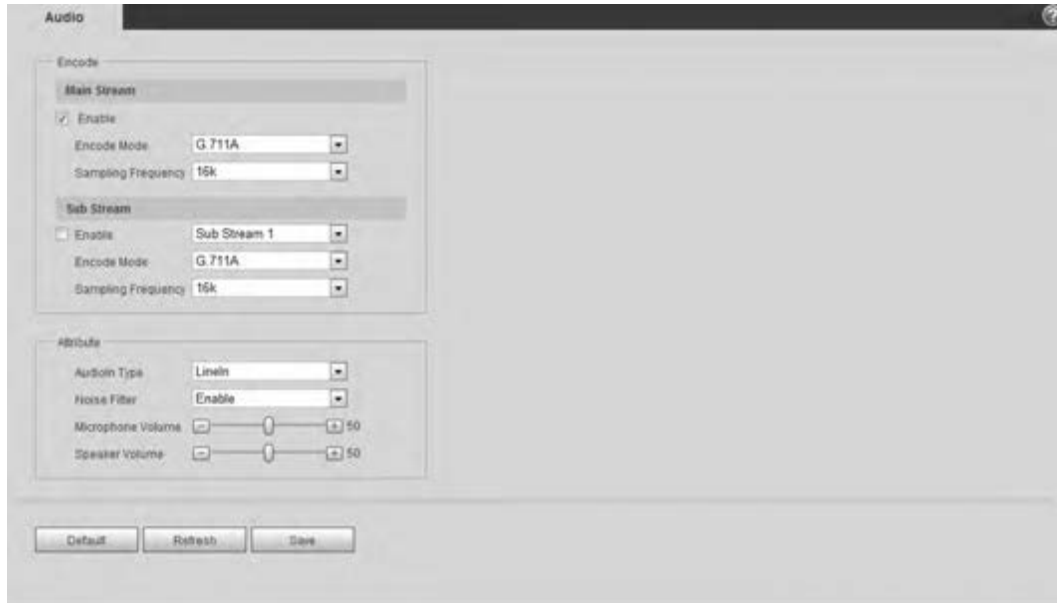 Audio
?
Encode
Main Stream
Enable
Encode Mode G.711A
Sampling Frequency 16k
Sub Stream
Enable Sub Stream 1
Encode Mode G.711A
Sampling Frequency 16k
Attribute
AudioIn Type LineIn
Noise Filter Enable
Microphone Volume 50
Speaker Volume 50
Default Refresh Save